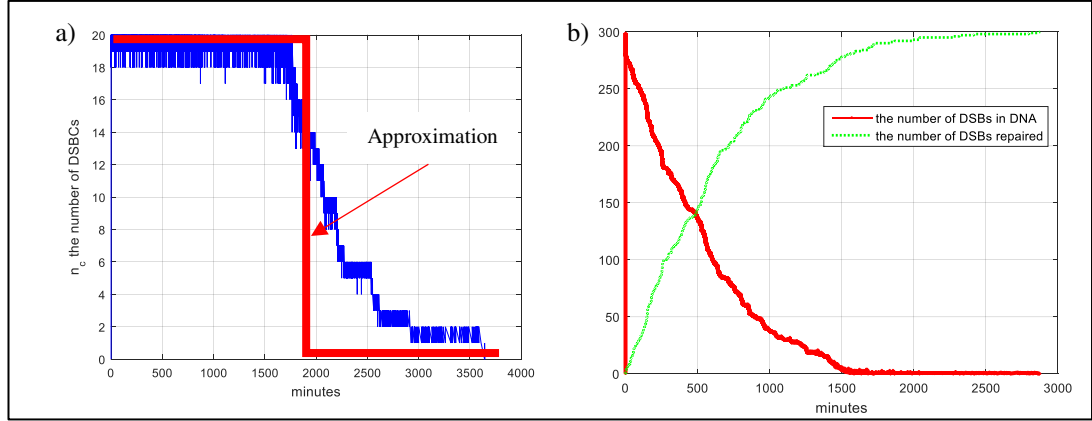 a)
20
18
16
14
12
10
8
6
4
2
0
n_c the number of DSBCs
0 500 1000 1500 2000 2500 3000 3500 4000
minutes
Approximation
b)
300
250
200
150
100
50
0
the number of DSBs in DNA
the number of DSBs repaired
0 500 1000 1500 2000 2500 3000
minutes